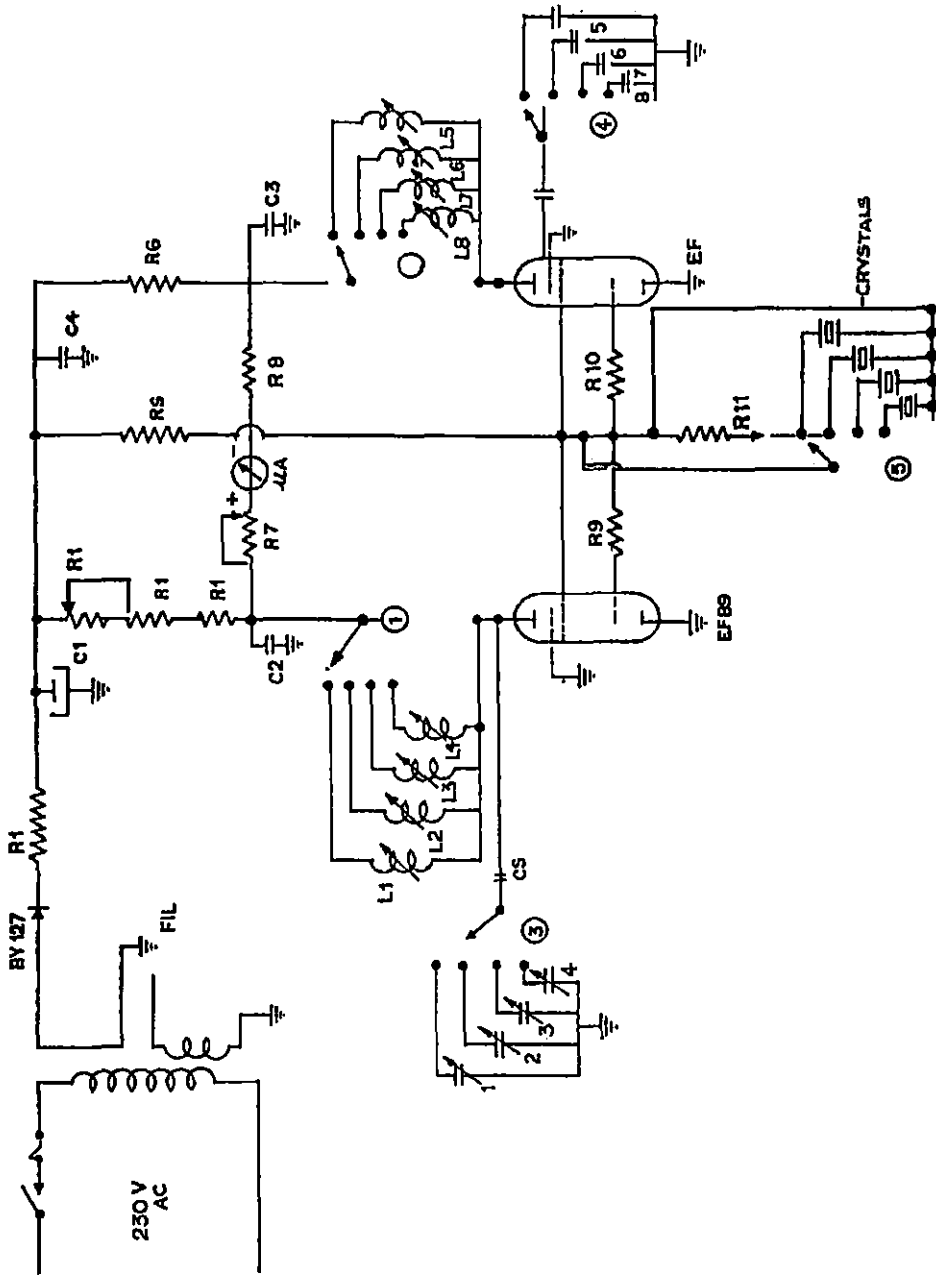 BY 127
R1
C1
R1
C4
230 V
AC
FIL
R1
RS
R6
R1
+
-
µA
R7
R8
C2
C3
1
L1
L2
L3
L4
L8
L7
L6
L5
CS
3
1
2
3
4
EF89
EF
R9
R10
4
8
7
6
5
R11
CRYSTALS
5